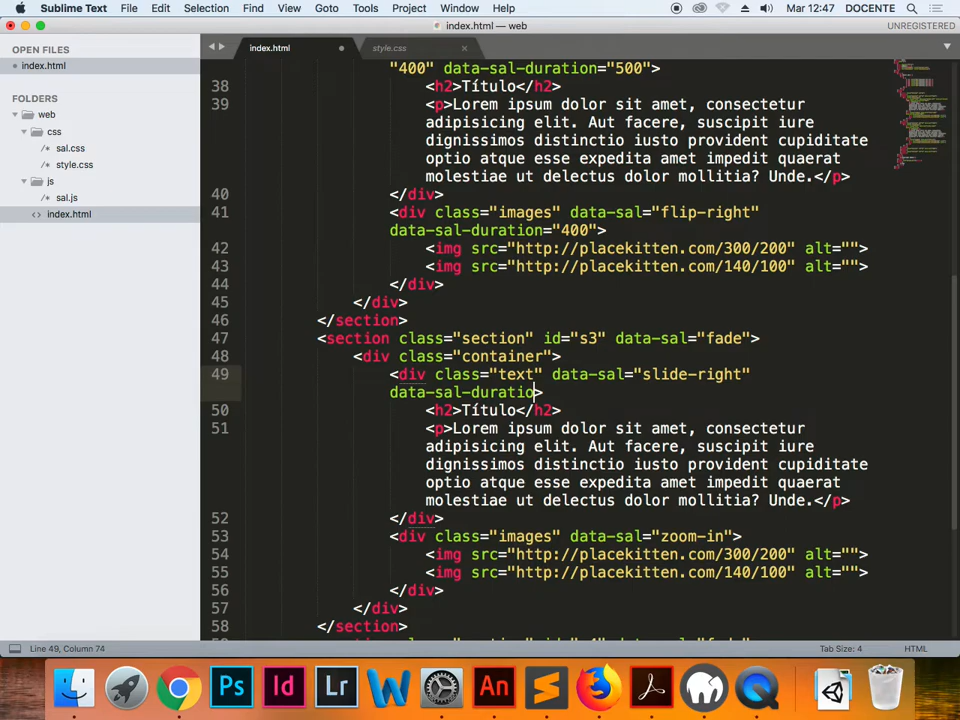 Sublime Text File Edit Selection Find View Goto Tools Project Window Help Mar 12:47 DOCENTE
index.html — web UNREGISTERED
OPEN FILES
index.html
FOLDERS
web
css
/* sal.css
/* style.css
js
/* sal.js
<> index.html
index.html style.css
"400" data-sal-duration="500">
38 <h2>Título</h2>
39 <p>Lorem ipsum dolor sit amet, consectetur
adipisicing elit. Aut facere, suscipit iure
dignissimos distinctio iusto provident cupiditate
optio atque esse expedita amet impedit quaerat
molestiae ut delectus dolor mollitia? Unde.</p>
40 </div>
41 <div class="images" data-sal="flip-right"
data-sal-duration="400">
42 <img src="http://placekitten.com/300/200" alt="">
43 <img src="http://placekitten.com/140/100" alt="">
44 </div>
45 </div>
46 </section>
47 <section class="section" id="s3" data-sal="fade">
48 <div class="container">
49 <div class="text" data-sal="slide-right"
data-sal-duratio>
50 <h2>Título</h2>
51 <p>Lorem ipsum dolor sit amet, consectetur
adipisicing elit. Aut facere, suscipit iure
dignissimos distinctio iusto provident cupiditate
optio atque esse expedita amet impedit quaerat
molestiae ut delectus dolor mollitia? Unde.</p>
52 </div>
53 <div class="images" data-sal="zoom-in">
54 <img src="http://placekitten.com/300/200" alt="">
55 <img src="http://placekitten.com/140/100" alt="">
56 </div>
57 </div>
58 </section>
Line 49, Column 74 Tab Size: 4 HTML
Ps Id Lr W An